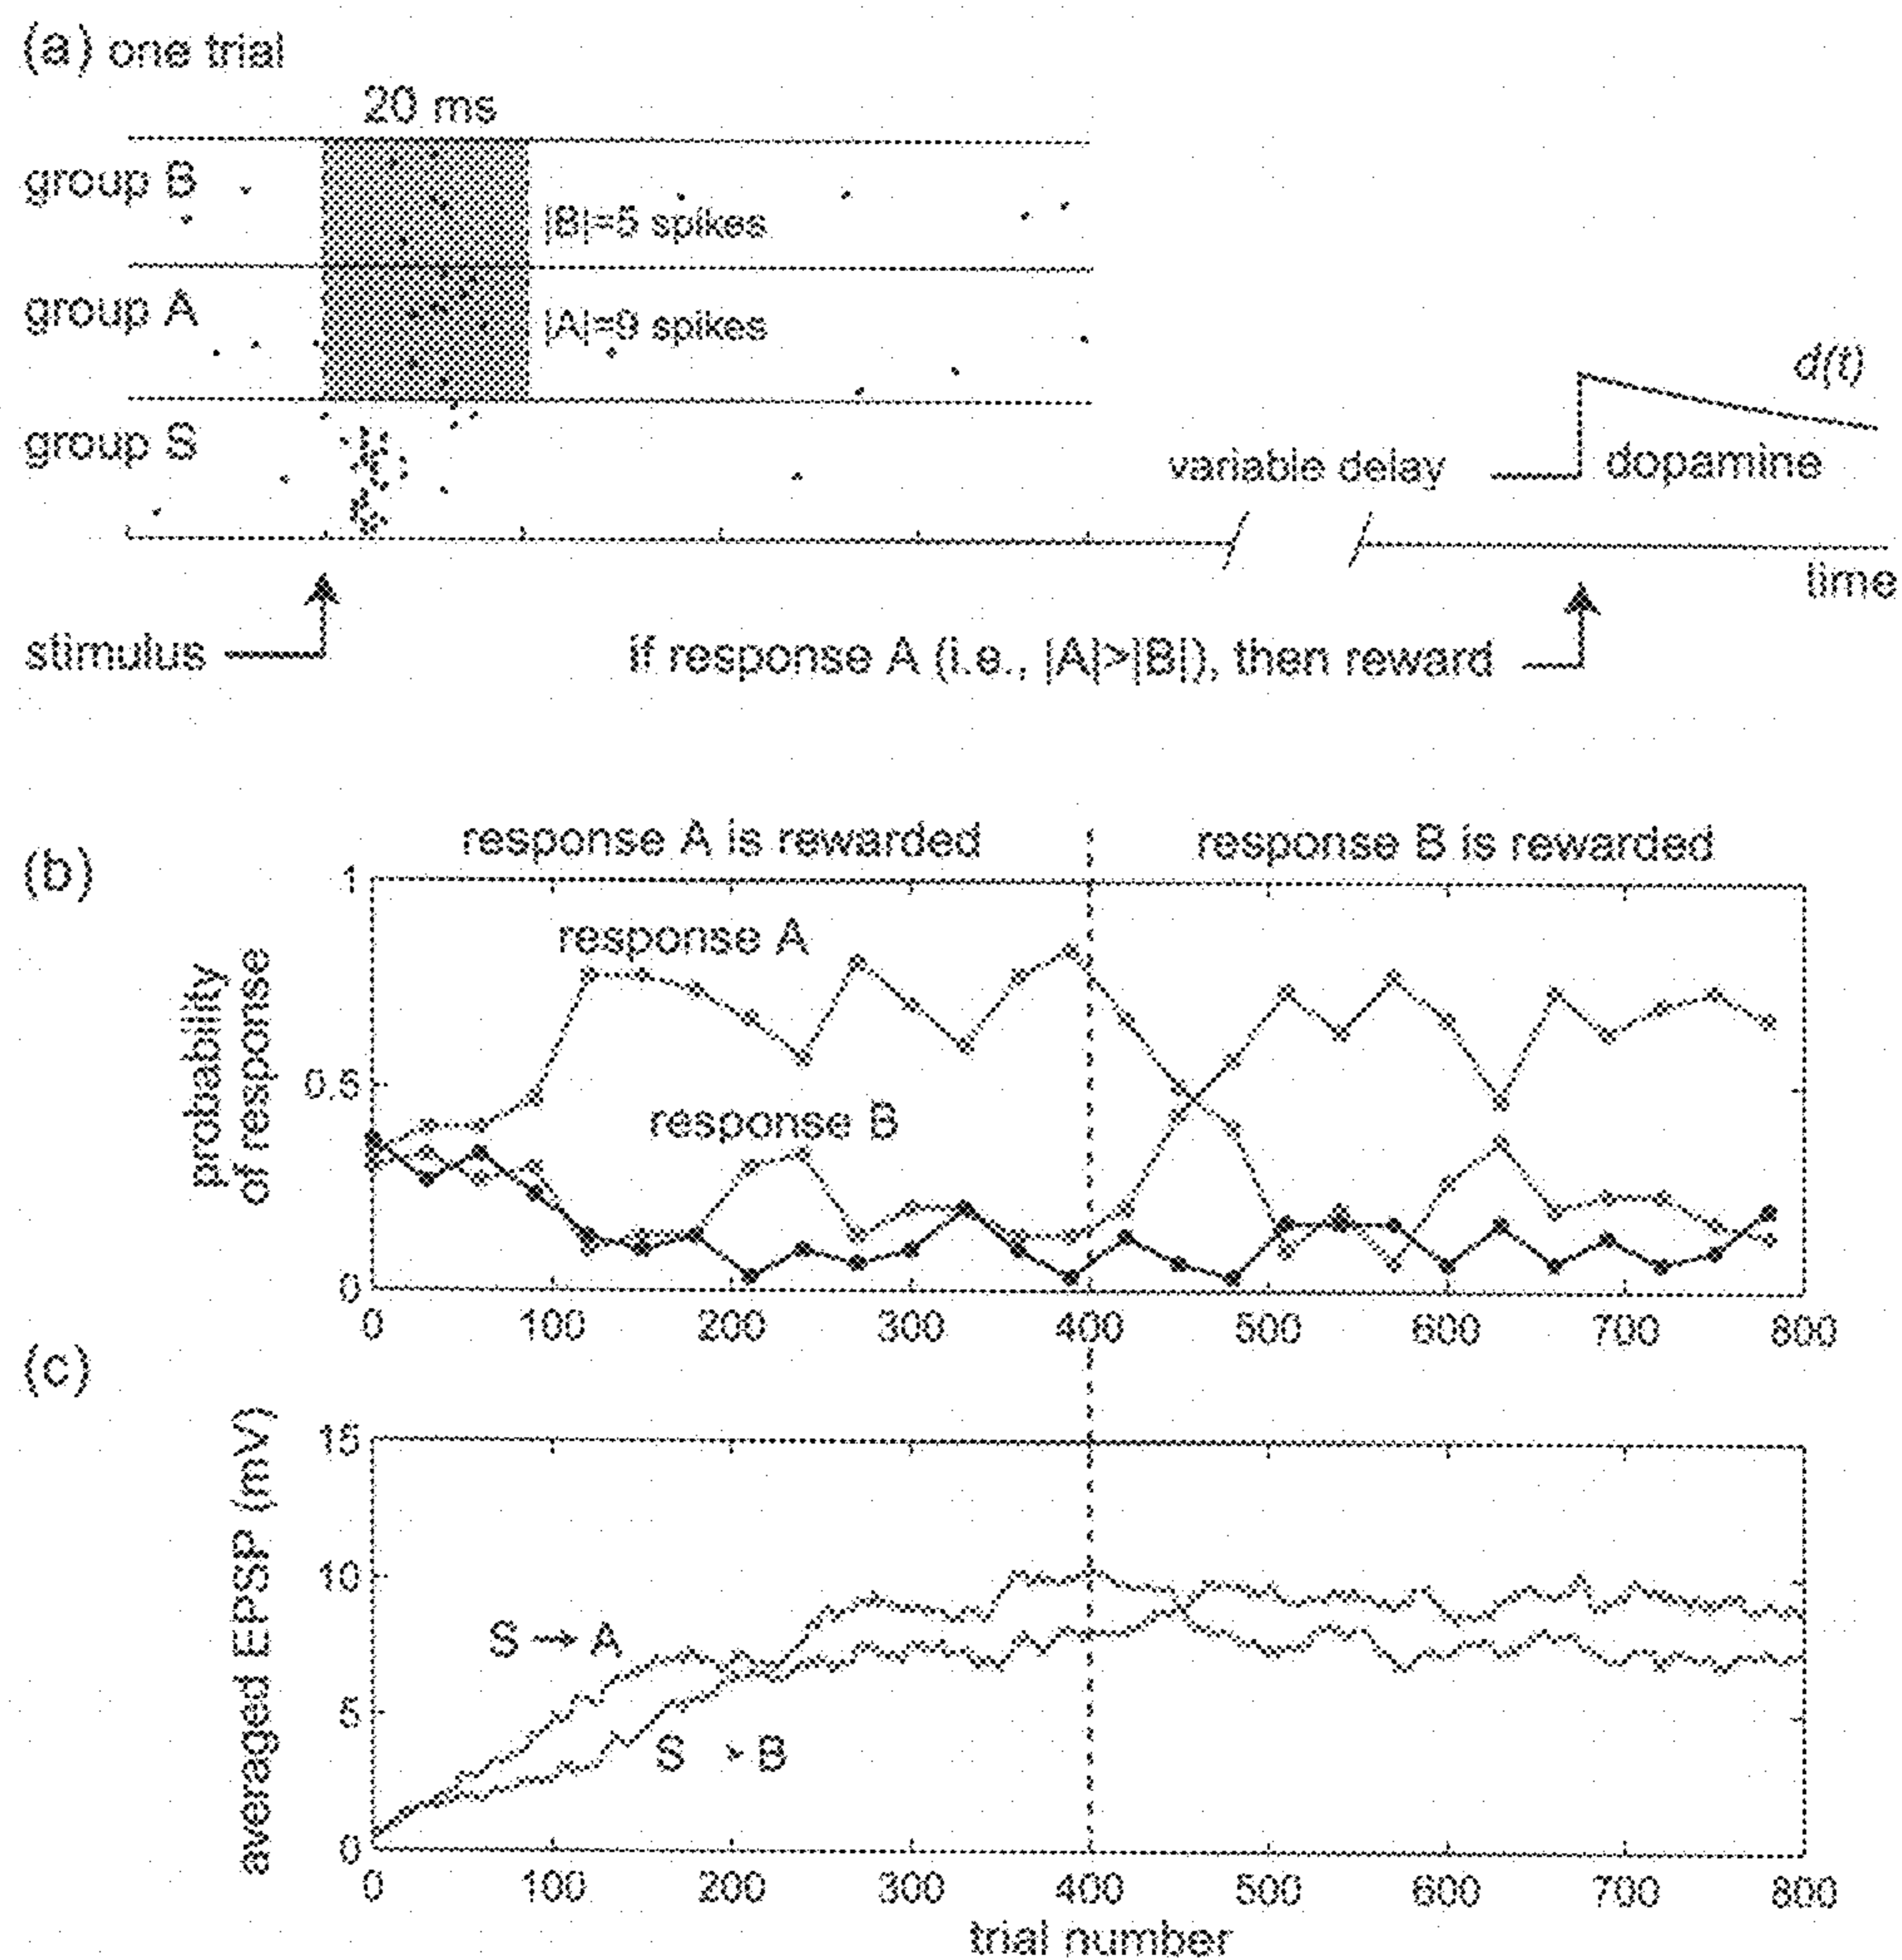 (a) one trial
20 ms
group B
|B|=5 spikes
group A
|A|=9 spikes
d(t)
group S
variable delay
dopamine
time
stimulus
if response A (i.e., |A|>|B|), then reward
response A is rewarded
response B is rewarded
(b)
1
response A
probability
of response
0.5
response B
0
0 100 200 300 400 500 600 700 800
(c)
averaged EPSP (mV)
15
10
S → A
5
S → B
0
0 100 200 300 400 500 600 700 800
trial number